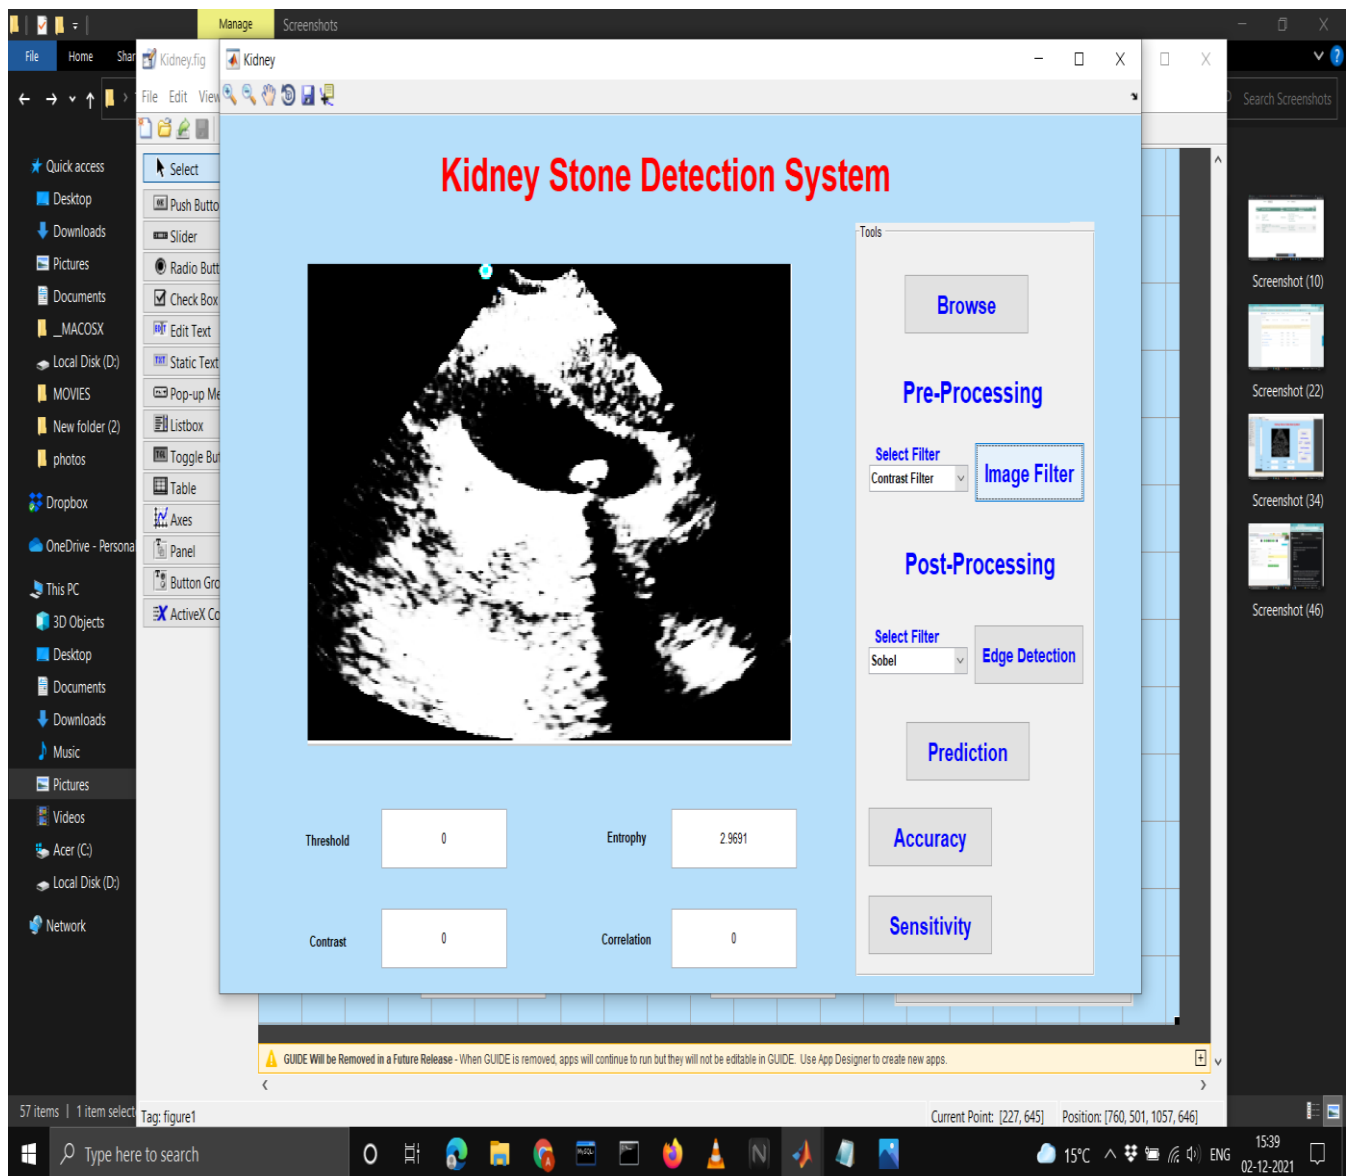 Manage
Screenshots
File
Home
Shar
Kidney.fig
Kidney
File Edit View
Search Screenshots
Quick access
Desktop
Downloads
Pictures
Documents
__MACOSX
Local Disk (D:)
MOVIES
New folder (2)
photos
Dropbox
OneDrive - Persona
This PC
3D Objects
Desktop
Documents
Downloads
Music
Pictures
Videos
Acer (C:)
Local Disk (D:)
Network
Select
Push Butto
Slider
Radio Butt
Check Box
Edit Text
Static Text
Pop-up Me
Listbox
Toggle But
Table
Axes
Panel
Button Gro
ActiveX Co
Kidney Stone Detection System
Tools
Browse
Pre-Processing
Select Filter
Contrast Filter
Image Filter
Post-Processing
Select Filter
Sobel
Edge Detection
Prediction
Accuracy
Sensitivity
Threshold
0
Entrophy
2.9691
Contrast
0
Correlation
0
Screenshot (10)
Screenshot (22)
Screenshot (34)
Screenshot (46)
GUIDE Will be Removed in a Future Release - When GUIDE is removed, apps will continue to run but they will not be editable in GUIDE. Use App Designer to create new apps.
57 items
1 item select
Tag: figure1
Current Point: [227, 645]
Position: [760, 501, 1057, 646]
Type here to search
15°C
ENG
15:39
02-12-2021